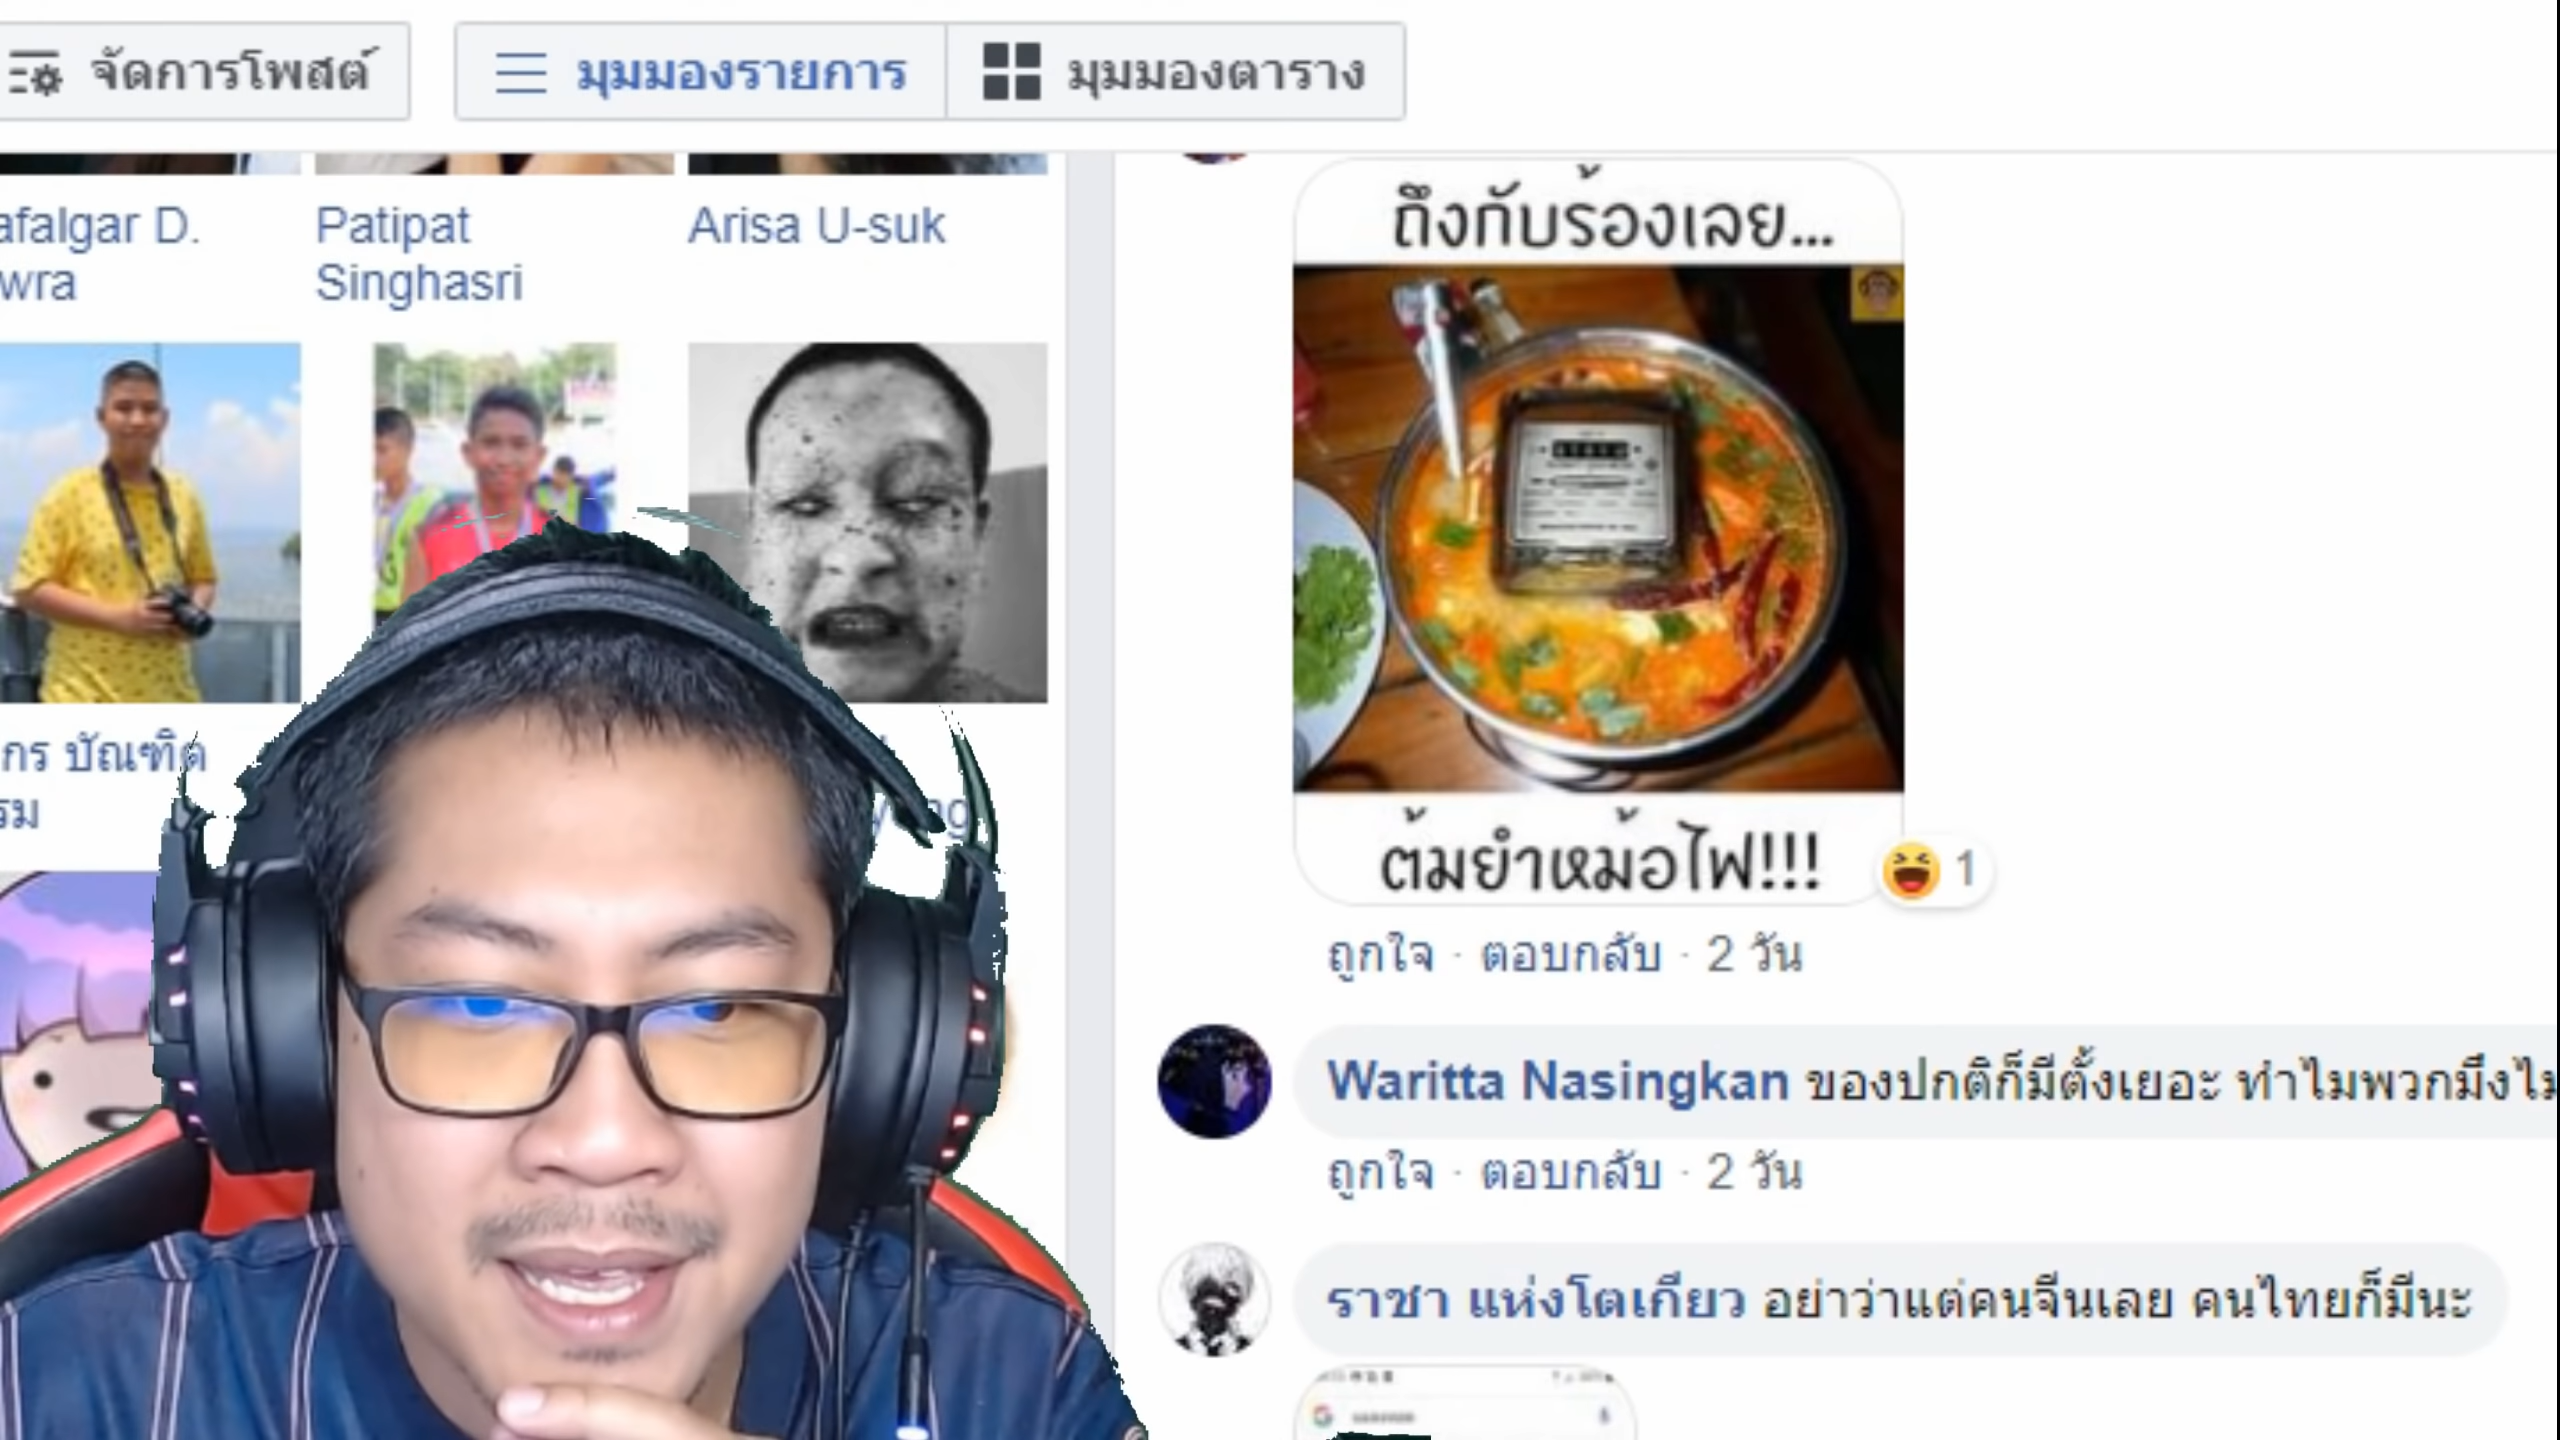 จัดการโพสต์
มุมมองรายการ
มุมมองตาราง
afalgar D.
wra
Patipat
Singhasri
Arisa U-suk
กร บัณฑิต
รม
ถึงกับร้องเลย...
ต้มยำหม้อไฟ!!!
1
ถูกใจ · ตอบกลับ · 2 วัน
Waritta Nasingkan ของปกติก็มีตั้งเยอะ ทำไมพวกมึงไม
ถูกใจ · ตอบกลับ · 2 วัน
ราชา แห่งโตเกียว อย่าว่าแต่คนจีนเลย คนไทยก็มีนะ